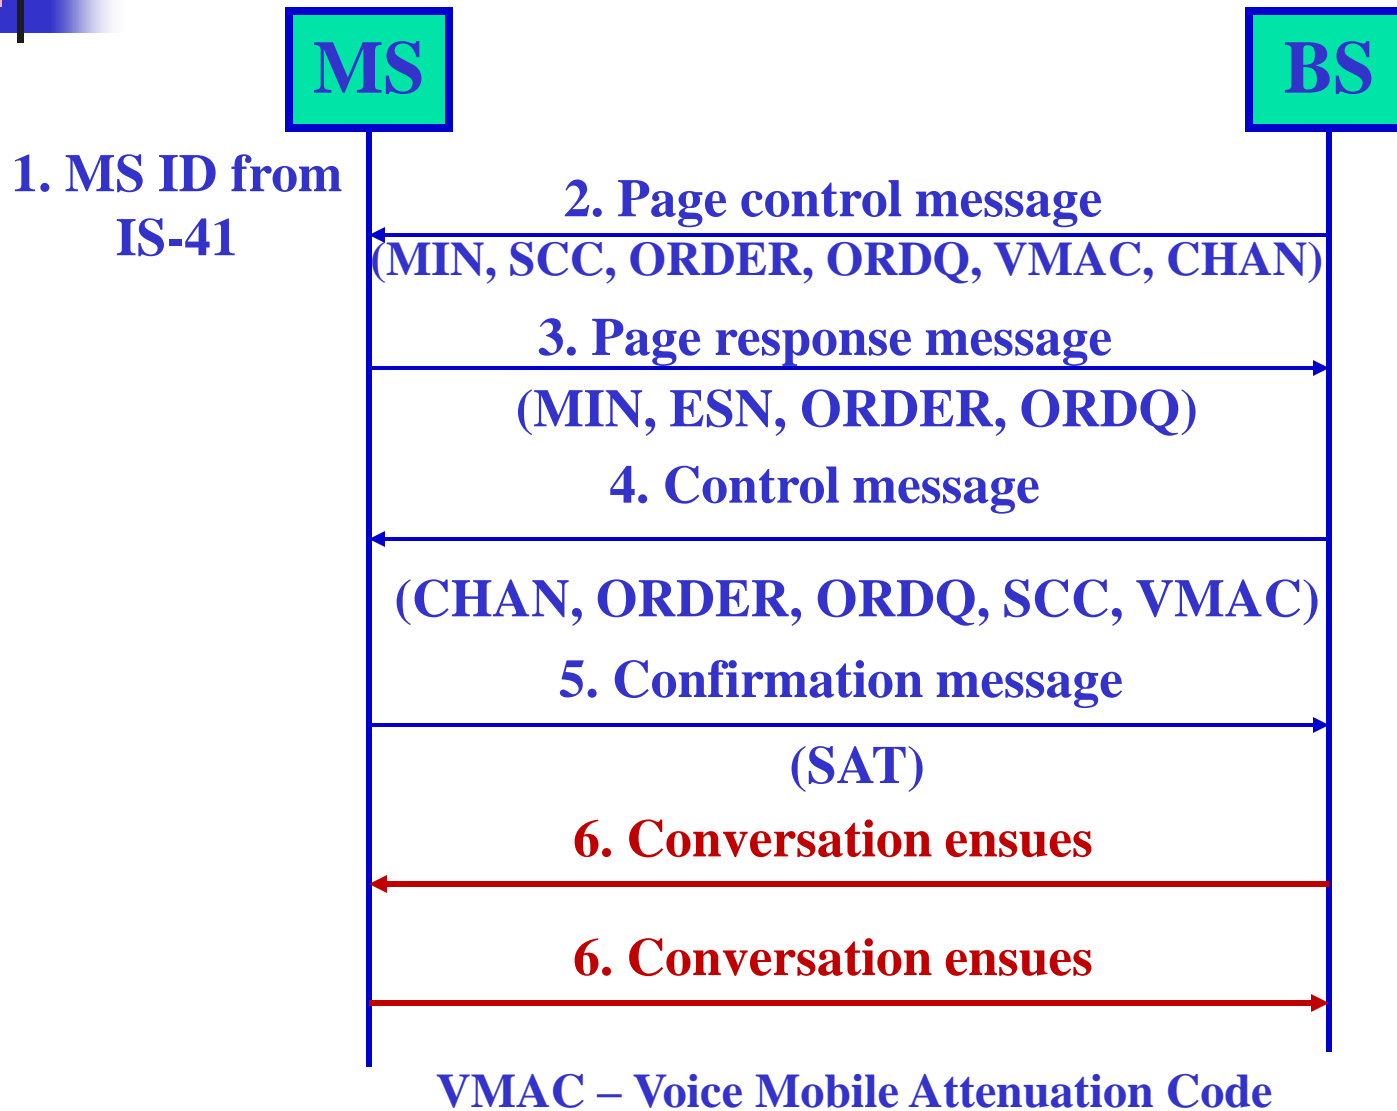 MS
BS
1. MS ID from
IS-41
2. Page control message
(MIN, SCC, ORDER, ORDQ, VMAC, CHAN)
3. Page response message
(MIN, ESN, ORDER, ORDQ)
4. Control message
(CHAN, ORDER, ORDQ, SCC, VMAC)
5. Confirmation message
(SAT)
6. Conversation ensues
6. Conversation ensues
VMAC – Voice Mobile Attenuation Code